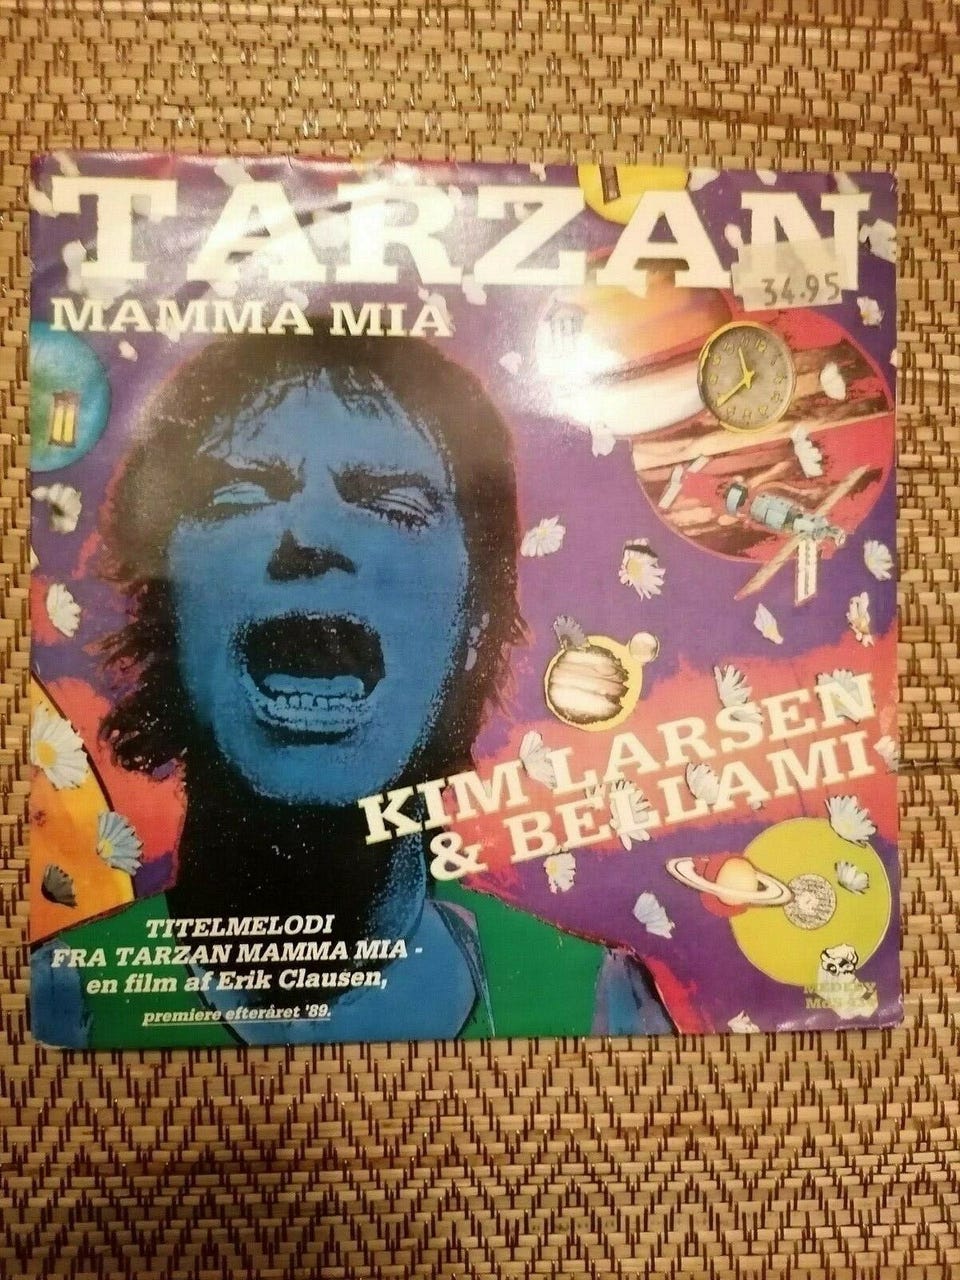 TARZAN
34.95
MAMMA MIA
KIM LARSEN
& BELLAMI
TITELMELODI
FRA TARZAN MAMMA MIA -
en film af Erik Clausen,
premiere efteråret '89.
MEDLEY